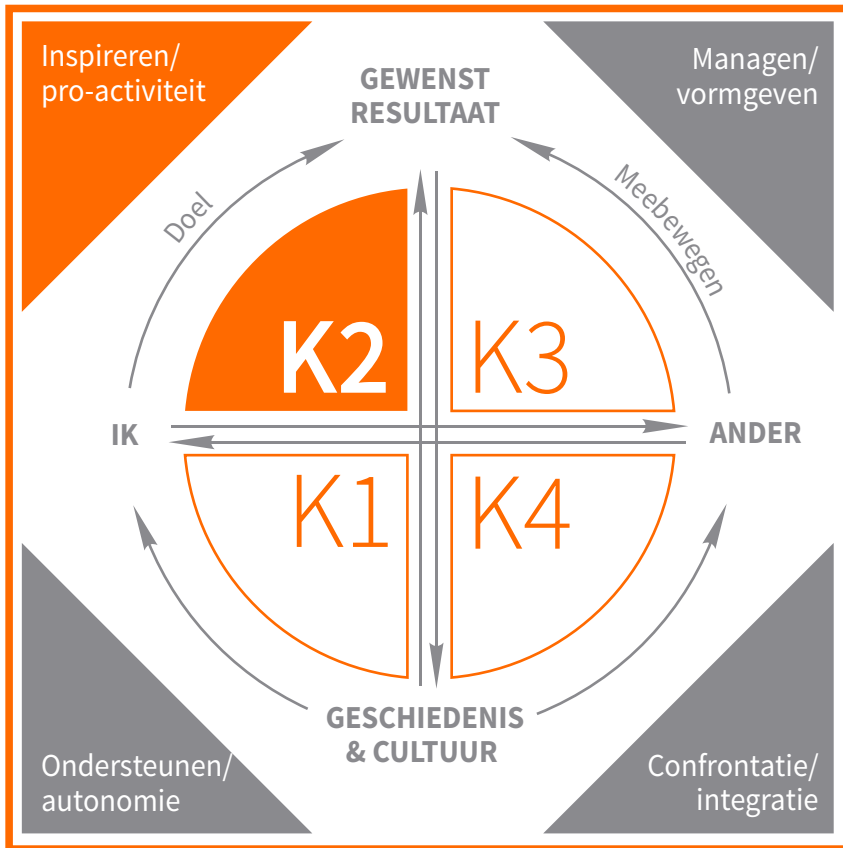 Inspireren/
pro-activiteit
GEWENST
RESULTAAT
Managen/
vormgeven
Doel
Meebewegen
K2
K3
IK
ANDER
K1
K4
GESCHIEDENIS
& CULTUUR
Ondersteunen/
autonomie
Confrontatie/
integratie